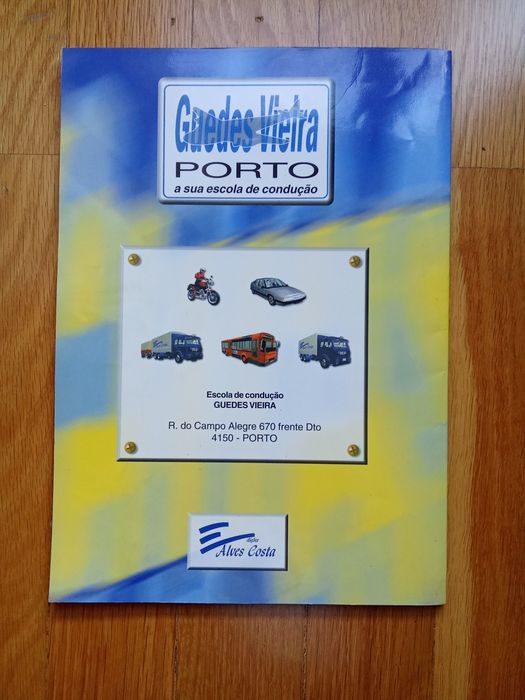 Guedes Vieira
PORTO
a sua escola de condução
Escola de condução
GUEDES VIEIRA
R. do Campo Alegre 670 frente Dto
4150 - PORTO
Edições
Alves Costa